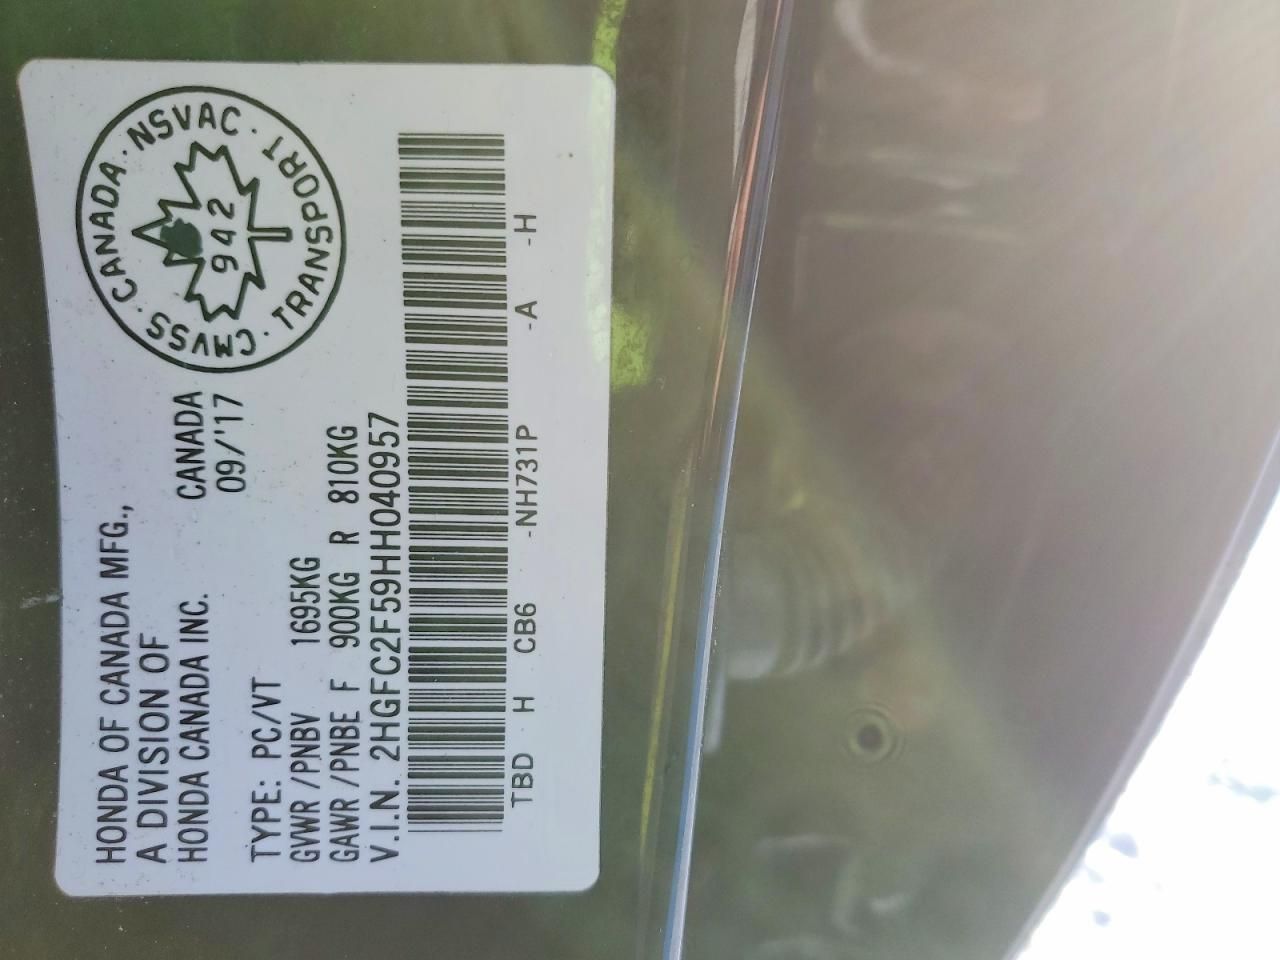 HONDA OF CANADA MFG.,
A DIVISION OF
HONDA CANADA INC.
CANADA
09/'17
CMVSS · CANADA · NSVAC · TRANSPORT ·
942
TYPE: PC/VT
GVWR /PNBV 1695KG
GAWR /PNBE F 900KG R 810KG
V.I.N. 2HGFC2F59HH040957
TBD H CB6 -NH731P -A -H